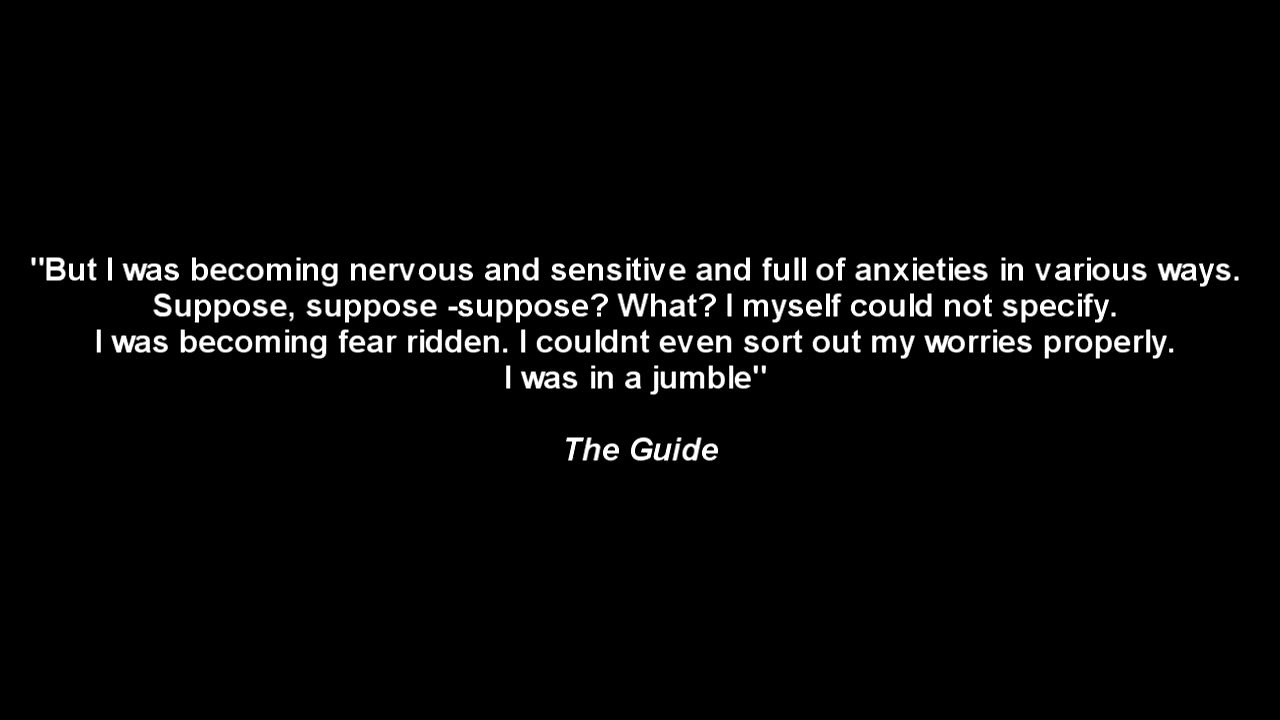 "But I was becoming nervous and sensitive and full of anxieties in various ways.
Suppose, suppose -suppose? What? I myself could not specify.
I was becoming fear ridden. I couldnt even sort out my worries properly.
I was in a jumble"
The Guide